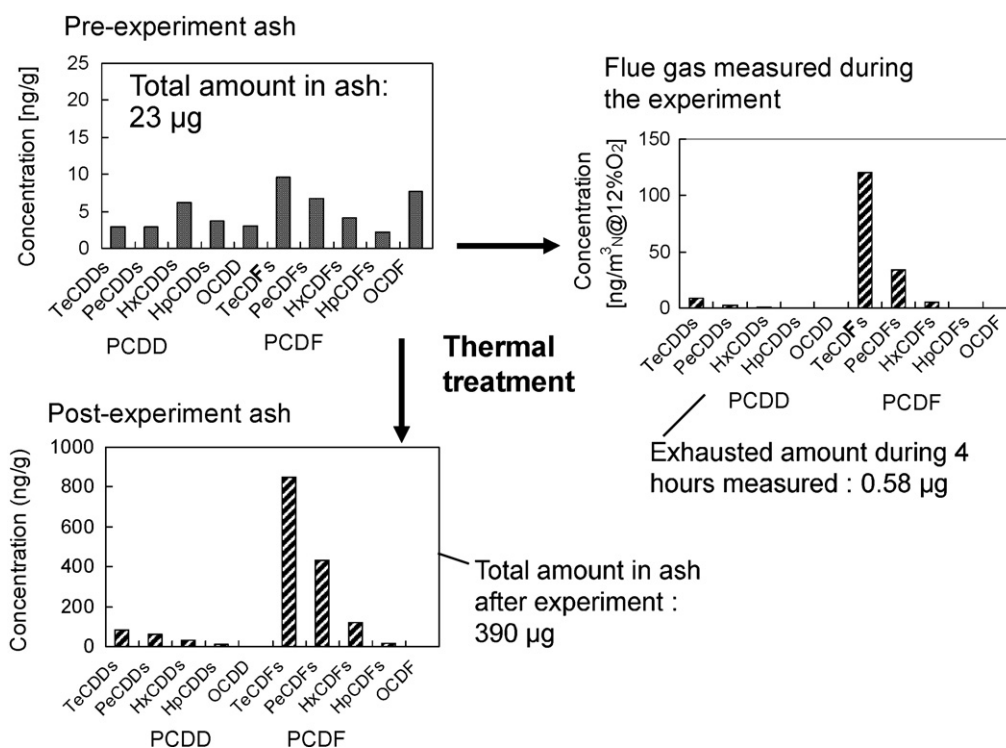 Pre-experiment ash
Concentration [ng/g]
25
20
15
10
5
0
Total amount in ash:
23 μg
TeCDDs
PeCDDs
HxCDDs
HpCDDs
OCDD
TeCDFs
PeCDFs
HxCDFs
HpCDFs
OCDF
PCDD
PCDF
Flue gas measured during
the experiment
Concentration
[ng/m³N@12%O2]
150
100
50
0
TeCDDs
PeCDDs
HxCDDs
HpCDDs
OCDD
TeCDFs
PeCDFs
HxCDFs
HpCDFs
OCDF
PCDD
PCDF
Exhausted amount during 4
hours measured : 0.58 μg
Thermal
treatment
Post-experiment ash
Concentration (ng/g)
1000
800
600
400
200
0
TeCDDs
PeCDDs
HxCDDs
HpCDDs
OCDD
TeCDFs
PeCDFs
HxCDFs
HpCDFs
OCDF
PCDD
PCDF
Total amount in ash
after experiment :
390 μg